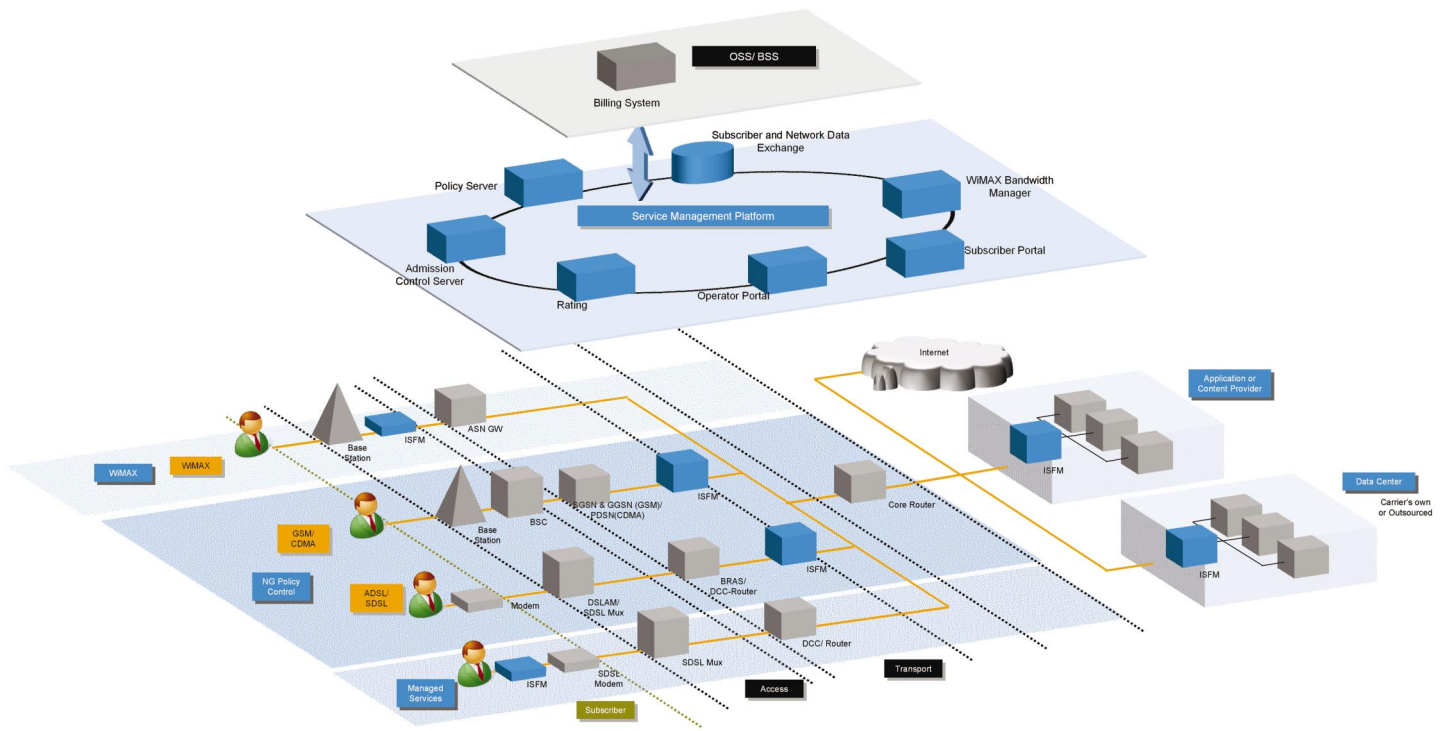 OSS/ BSS
Billing System
Subscriber and Network Data
Exchange
Policy Server
WiMAX Bandwidth
Manager
Service Management Platform
Subscriber Portal
Admission
Control Server
Operator Portal
Rating
Internet
Application or
Content Provider
ISFM
ASN GW
ISFM
Base
Station
WiMAX
WiMAX
Data Center
Carrier's own
or Outsourced
ISFM
ISFM
Core Router
SGSN & GGSN (GSM)/
PDSN(CDMA)
BSC
Base
Station
GSM/
CDMA
ISFM
BRAS/
DCC-Router
NG Policy
Control
ADSL/
SDSL
Modem
DSLAM/
SDSL Mux
DCC/ Router
SDSL Mux
Transport
SDSL
Modem
ISFM
Managed
Services
Access
Subscriber